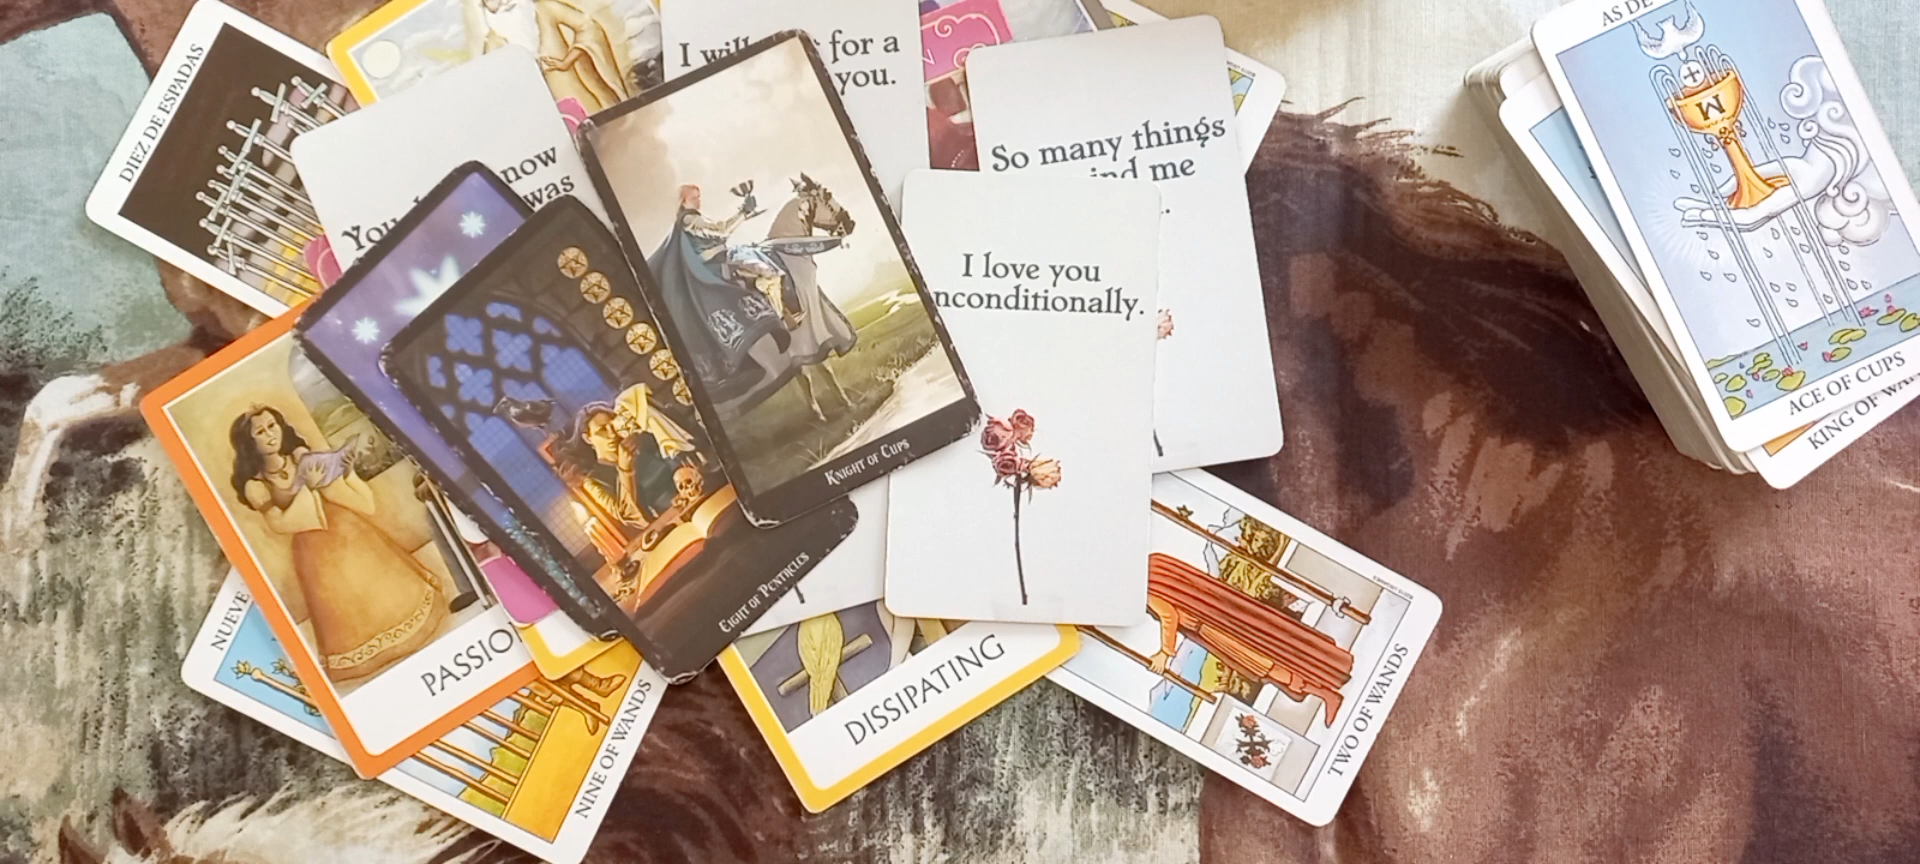 DIEZ DE ESPADAS
I will for a
you.
now
You was
So many things
me
I love you
nconditionally.
KNIGHT OF CUPS
EIGHT OF PENTACLES
PASSIO
DISSIPATING
NUEVE
NINE OF WANDS
TWO OF WANDS
AS DE
ACE OF CUPS
KING OF WA